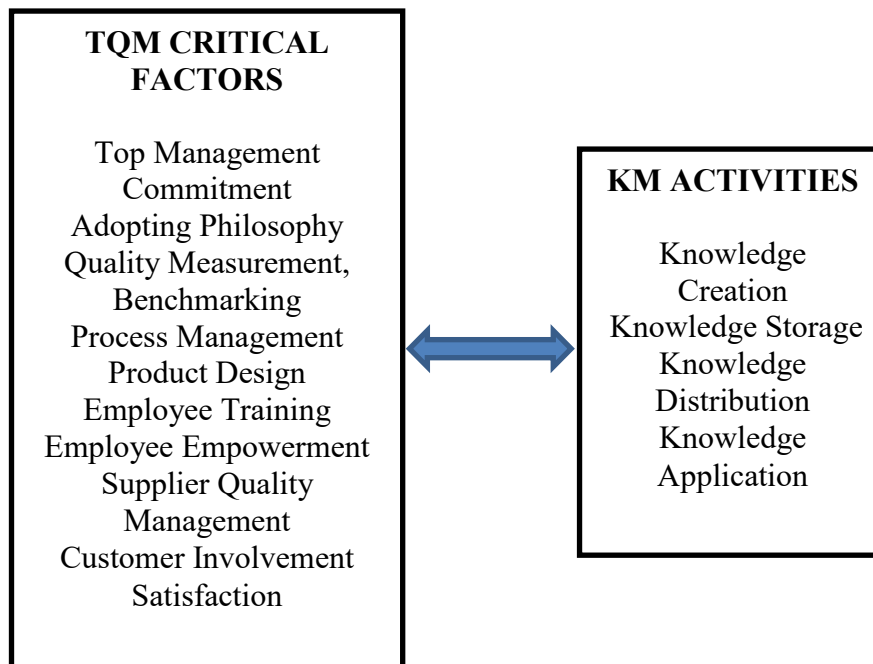 TQM CRITICAL
FACTORS
Top Management
Commitment
Adopting Philosophy
Quality Measurement,
Benchmarking
Process Management
Product Design
Employee Training
Employee Empowerment
Supplier Quality
Management
Customer Involvement
Satisfaction
KM ACTIVITIES
Knowledge
Creation
Knowledge Storage
Knowledge
Distribution
Knowledge
Application